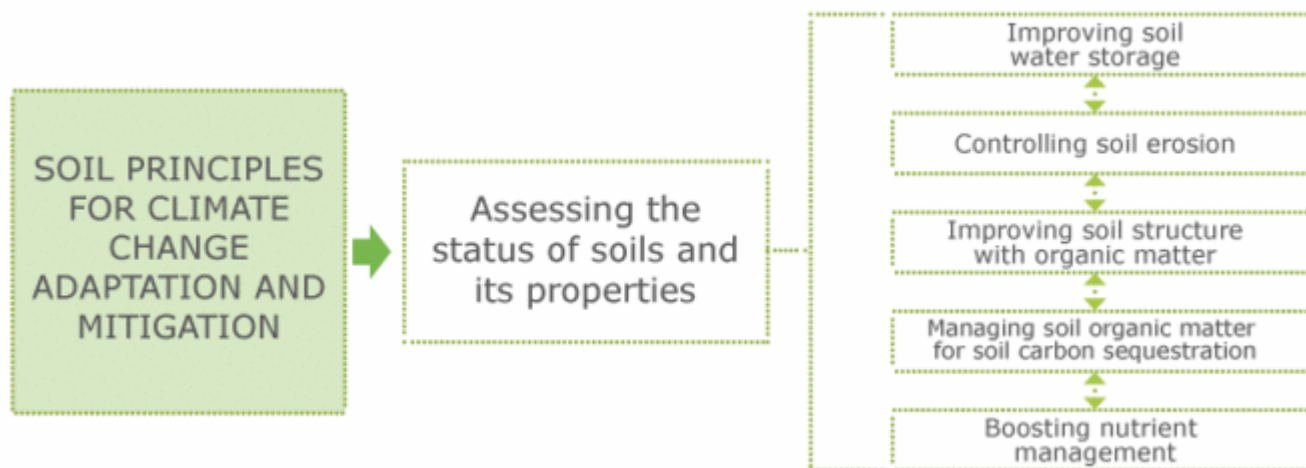 SOIL PRINCIPLES
FOR CLIMATE
CHANGE
ADAPTATION AND
MITIGATION
Assessing the
status of soils and
its properties
Improving soil
water storage
Controlling soil erosion
Improving soil structure
with organic matter
Managing soil organic matter
for soil carbon sequestration
Boosting nutrient
management